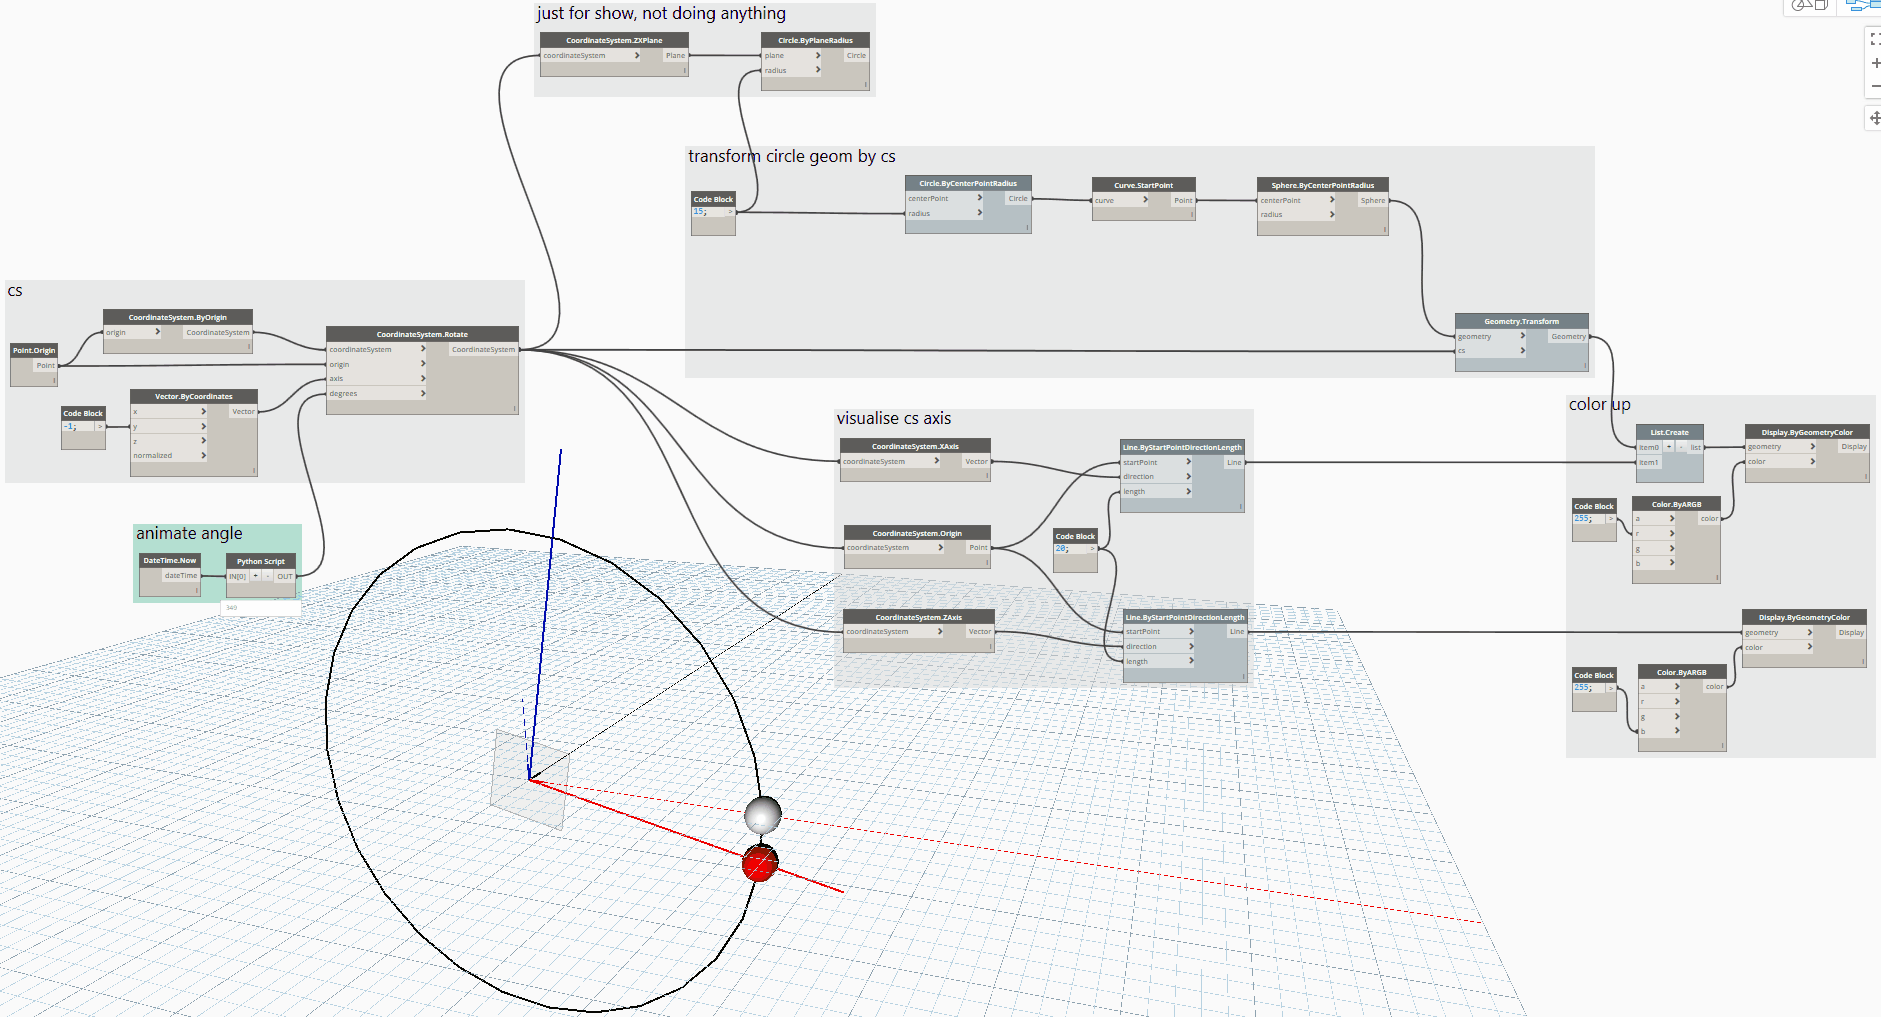 just for show, not doing anything
CoordinateSystem.ZXPlane
coordinateSystem > Plane
Circle.ByPlaneRadius
plane > Circle
radius >
transform circle geom by cs
Code Block
15; >
Circle.ByCenterPointRadius
centerPoint > Circle
radius >
Curve.StartPoint
curve > Point
Sphere.ByCenterPointRadius
centerPoint > Sphere
radius >
Geometry.Transform
geometry > Geometry
cs >
cs
Point.Origin
Point
CoordinateSystem.ByOrigin
origin > CoordinateSystem
Code Block
-1; >
Vector.ByCoordinates
x > Vector
y >
z >
normalized >
CoordinateSystem.Rotate
coordinateSystem > CoordinateSystem
origin >
axis >
degrees >
animate angle
DateTime.Now
dateTime
Python Script
IN[0] + - OUT
349
visualise cs axis
CoordinateSystem.XAxis
coordinateSystem > Vector
CoordinateSystem.Origin
coordinateSystem > Point
CoordinateSystem.ZAxis
coordinateSystem > Vector
Code Block
20; >
Line.ByStartPointDirectionLength
startPoint > Line
direction >
length >
Line.ByStartPointDirectionLength
startPoint > Line
direction >
length >
color up
List.Create
item0 + - list
item1
Display.ByGeometryColor
geometry > Display
color >
Code Block
255; >
Color.ByARGB
a > color
r >
g >
b >
Display.ByGeometryColor
geometry > Display
color >
Code Block
255; >
Color.ByARGB
a > color
r >
g >
b >